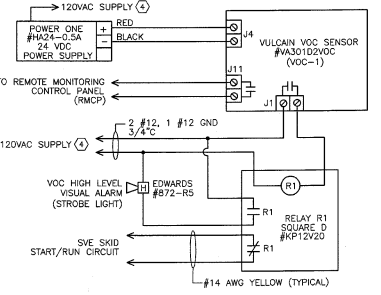 120VAC SUPPLY 4
POWER ONE
#HA24-0.5A
24 VDC
POWER SUPPLY
+
−
RED
BLACK
J4
VULCAIN VOC SENSOR
#VA301D2VOC
(VOC-1)
J11
TO REMOTE MONITORING
CONTROL PANEL
(RMCP)
J1
2 #12, 1 #12 GND
3/4"C
120VAC SUPPLY 4
VOC HIGH LEVEL
VISUAL ALARM
(STROBE LIGHT)
H
EDWARDS
#872-R5
R1
R1
RELAY R1
SQUARE D
#KP12V20
SVE SKID
START/RUN CIRCUIT
R1
#14 AWG YELLOW (TYPICAL)